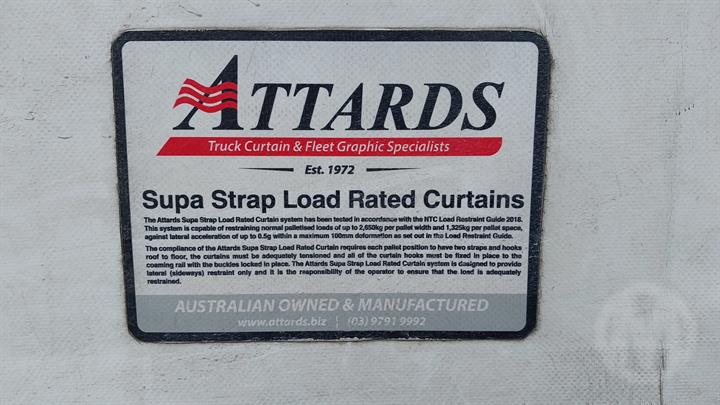 ATTARDS
Truck Curtain & Fleet Graphic Specialists
Est. 1972
Supa Strap Load Rated Curtains
The Attards Supa Strap Load Rated Curtain system has been tested in accordance with the NTC Load Restraint Guide 2018.
This system is capable of restraining normal palletised loads of up to 2,650kg per pallet width and 1,325kg per pallet space,
against lateral acceleration of up to 0.5g within a maximum 100mm deformation as set out in the Load Restraint Guide.
The compliance of the Attards Supa Strap Load Rated Curtain requires each pallet position to have two straps and hooks
roof to floor, the curtains must be adequately tensioned and all of the curtain hooks must be fixed in place to the
coaming rail with the buckles locked in place. The Attards Supa Strap Load Rated Curtain system is designed to provide
lateral (sideways) restraint only and it is the responsibility of the operator to ensure that the load is adequately
restrained.
AUSTRALIAN OWNED & MANUFACTURED
www.attards.biz | (03) 9791 9992